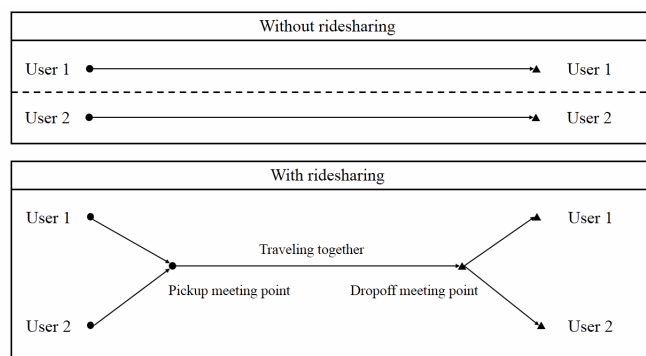 Without ridesharing
User 1 User 1
User 2 User 2
With ridesharing
User 1 User 1
Traveling together
Pickup meeting point Dropoff meeting point
User 2 User 2